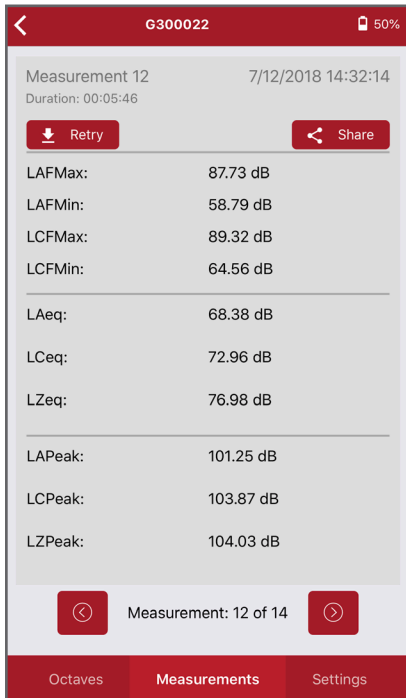 G300022 50%
Measurement 12 7/12/2018 14:32:14
Duration: 00:05:46
Retry Share
LAFMax: 87.73 dB
LAFMin: 58.79 dB
LCFMax: 89.32 dB
LCFMin: 64.56 dB
LAeq: 68.38 dB
LCeq: 72.96 dB
LZeq: 76.98 dB
LAPeak: 101.25 dB
LCPeak: 103.87 dB
LZPeak: 104.03 dB
Measurement: 12 of 14
Octaves Measurements Settings